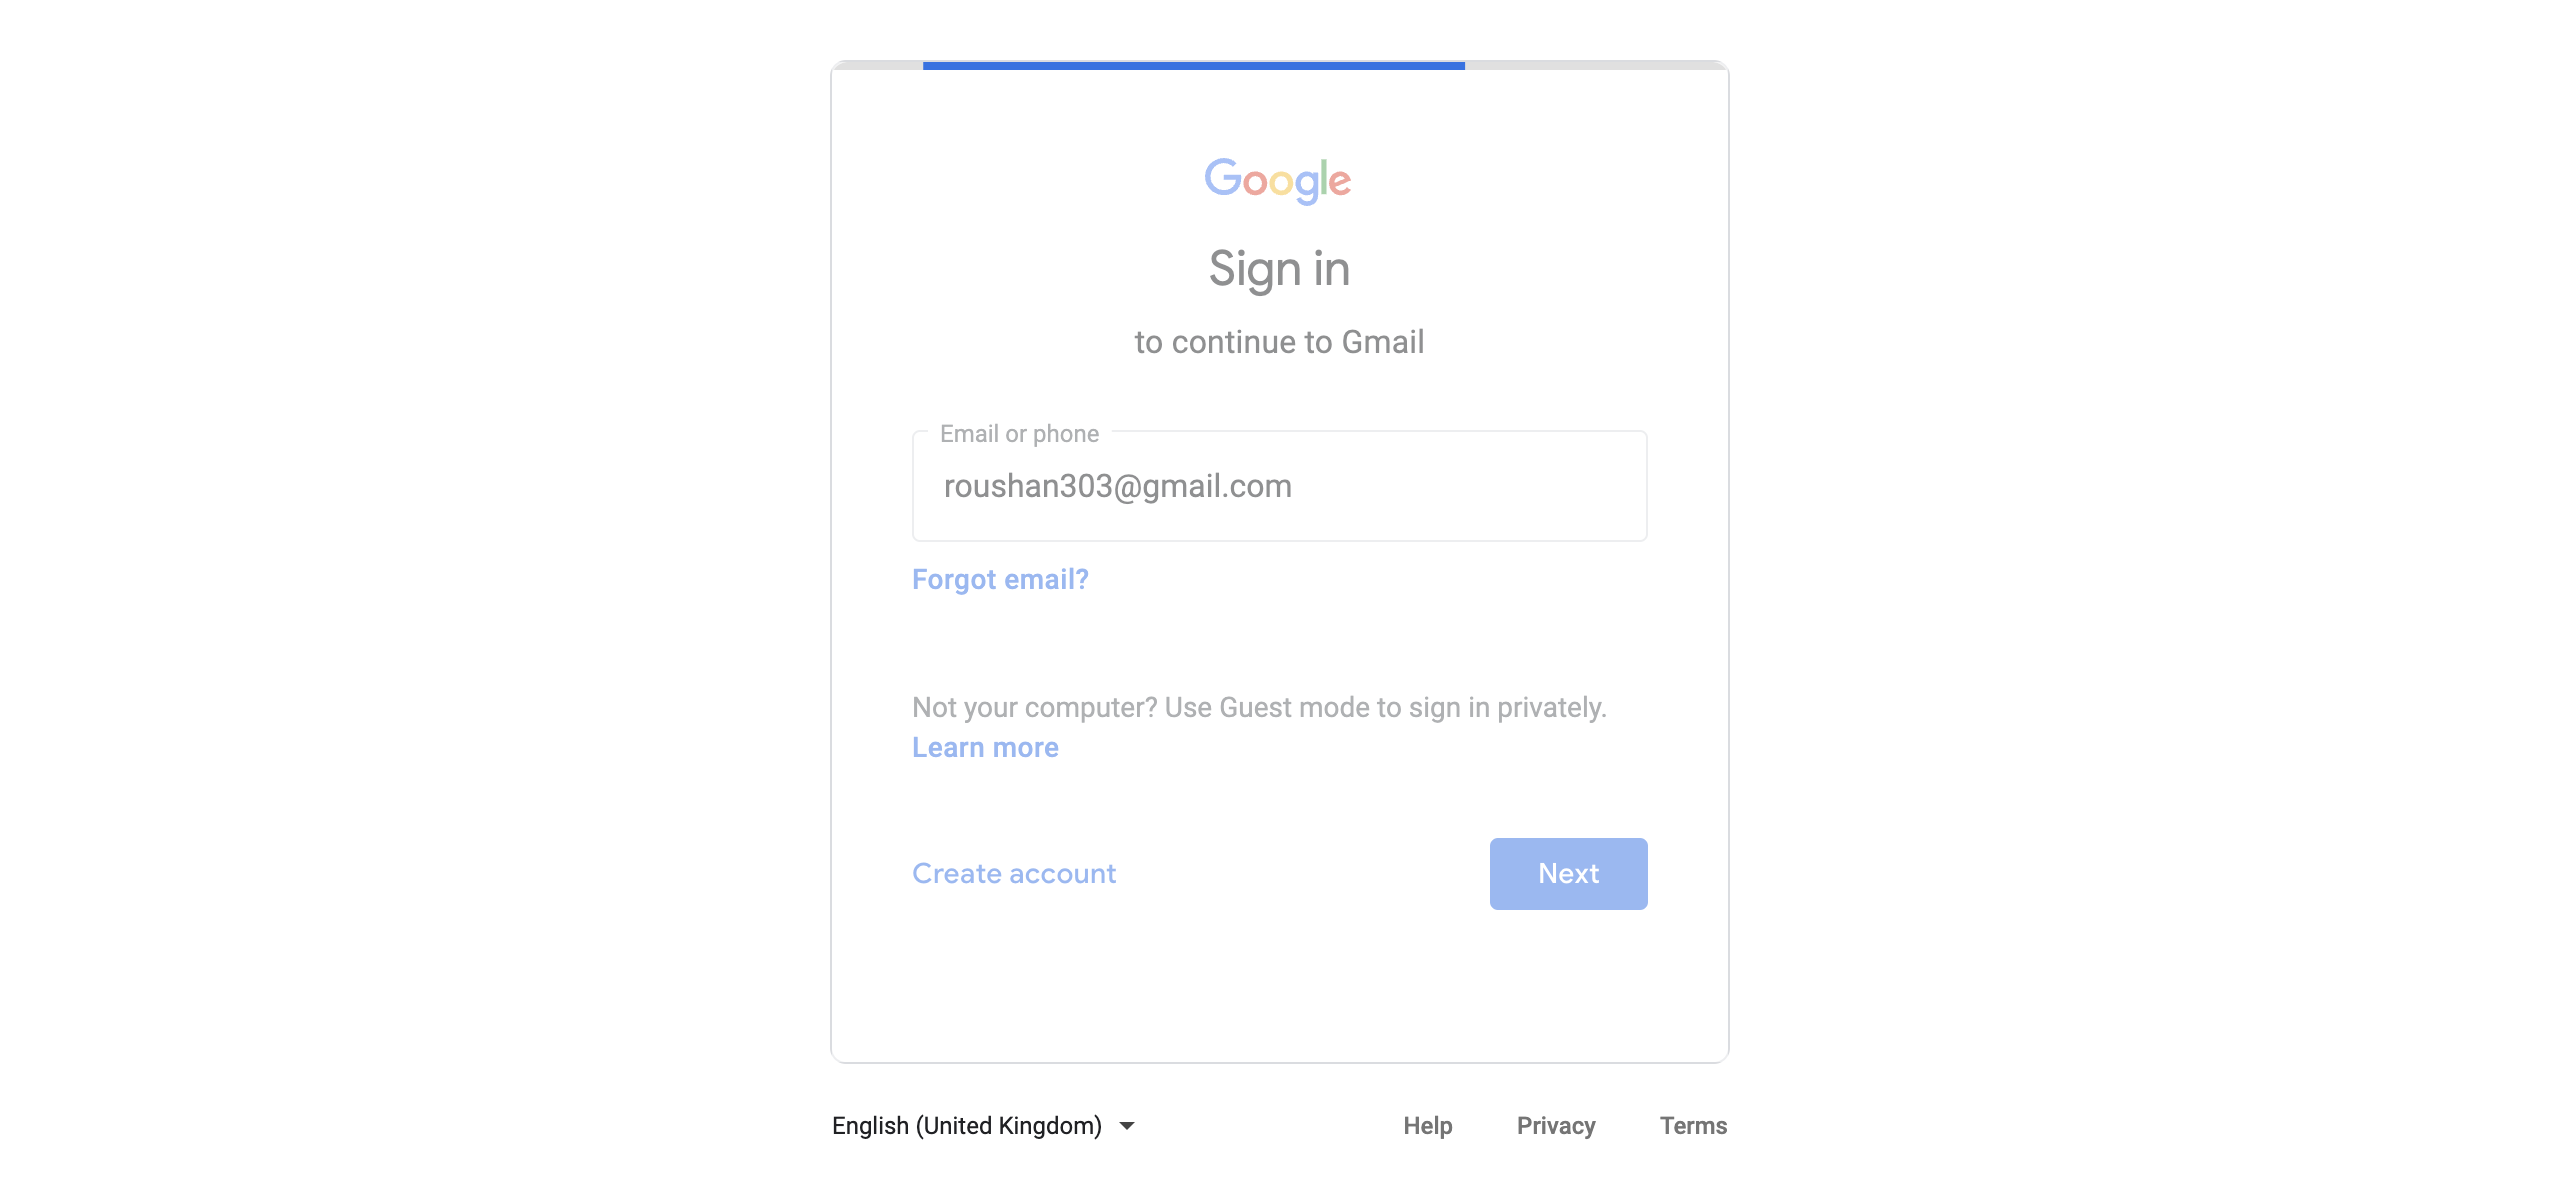 Google
Sign in
to continue to Gmail
Email or phone
roushan303@gmail.com
Forgot email?
Not your computer? Use Guest mode to sign in privately.
Learn more
Create account
Next
English (United Kingdom)
Help
Privacy
Terms